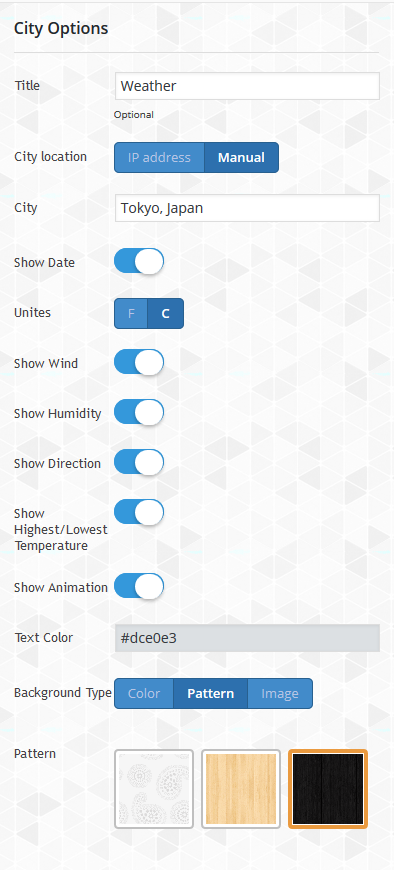 City Options
Title Weather
Optional
City location IP address Manual
City Tokyo, Japan
Show Date
Unites F C
Show Wind
Show Humidity
Show Direction
Show
Highest/Lowest
Temperature
Show Animation
Text Color #dce0e3
Background Type Color Pattern Image
Pattern